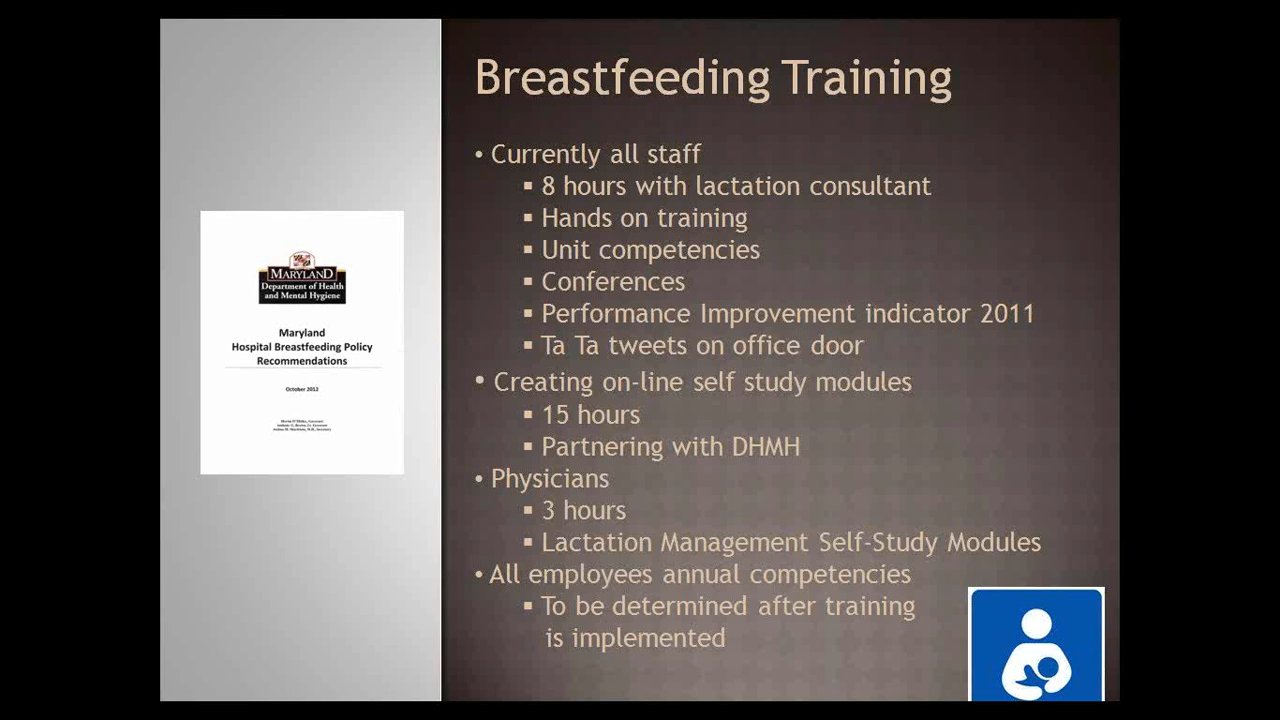 Breastfeeding Training
• Currently all staff
▪ 8 hours with lactation consultant
▪ Hands on training
▪ Unit competencies
▪ Conferences
▪ Performance Improvement indicator 2011
▪ Ta Ta tweets on office door
• Creating on-line self study modules
▪ 15 hours
▪ Partnering with DHMH
• Physicians
▪ 3 hours
▪ Lactation Management Self-Study Modules
• All employees annual competencies
▪ To be determined after training
is implemented
MARYLAND
Department of Health
and Mental Hygiene
Maryland
Hospital Breastfeeding Policy
Recommendations
October 2012